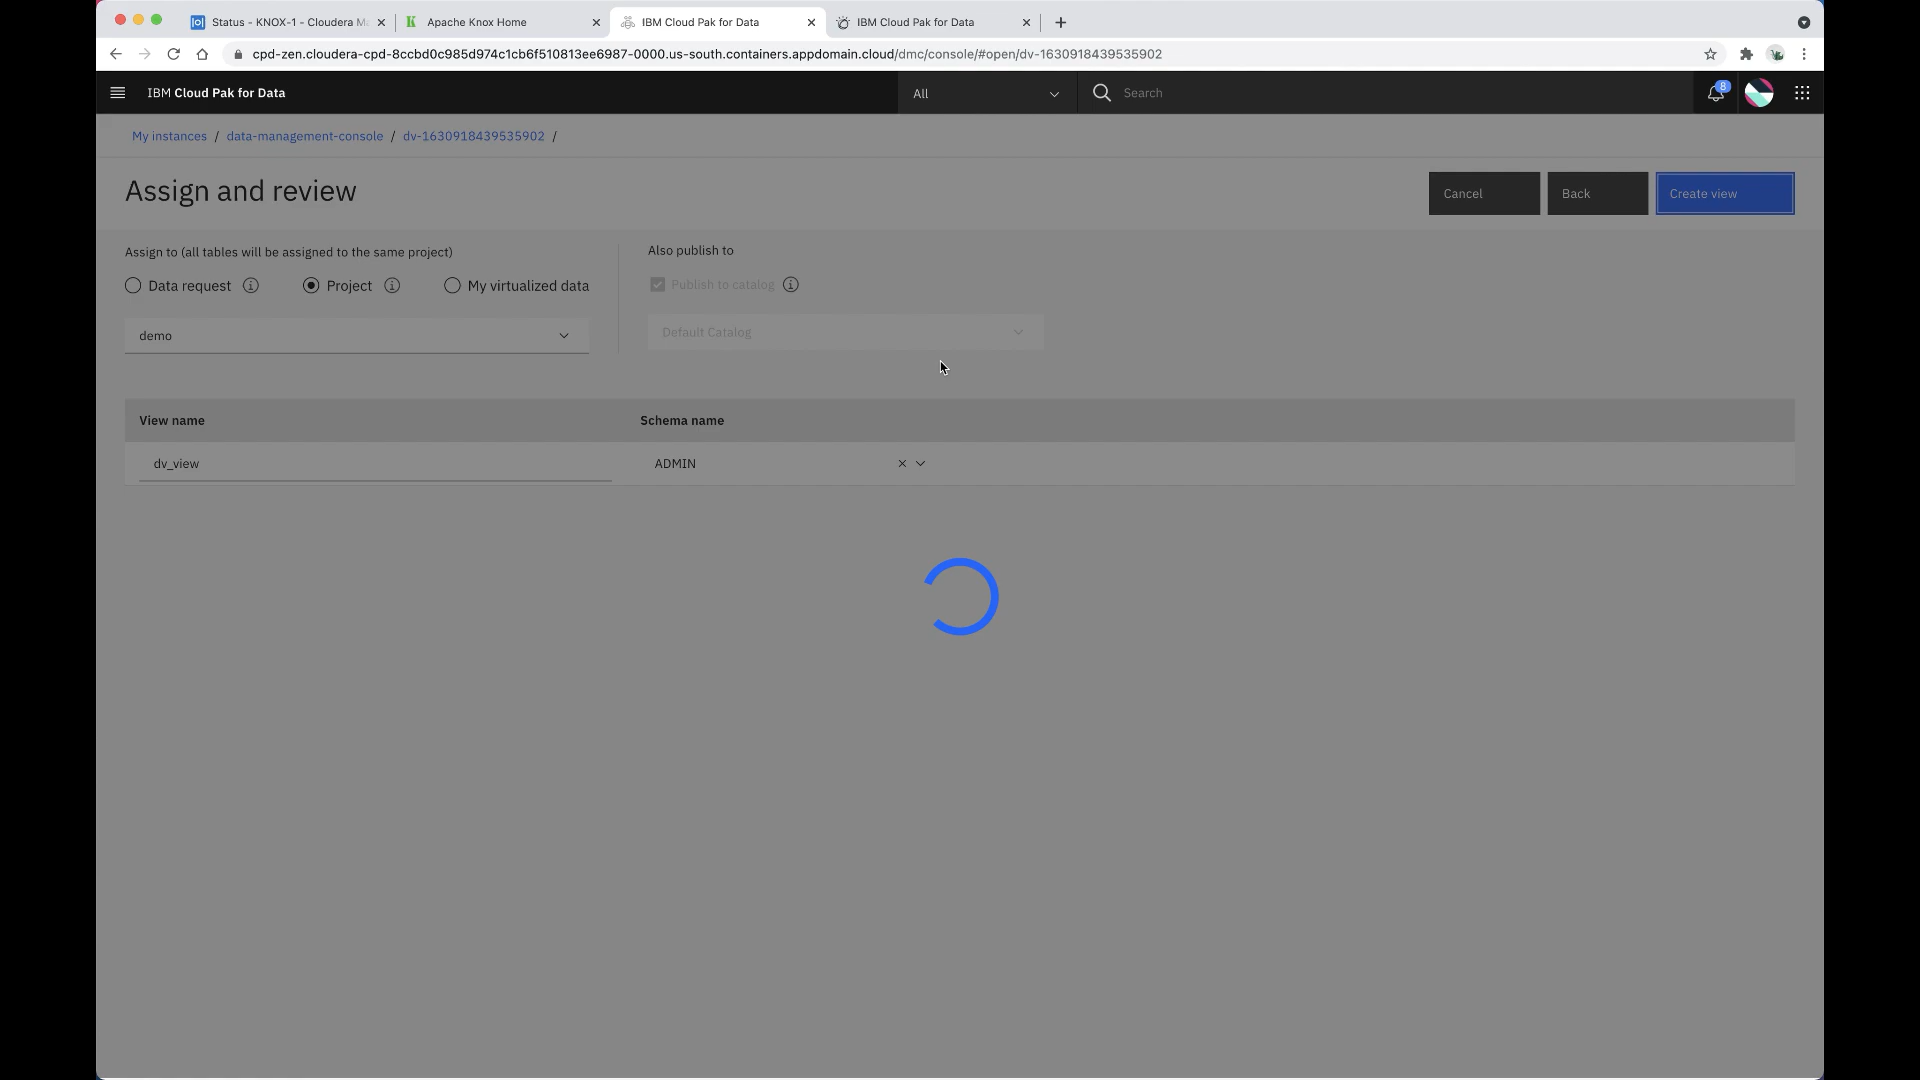 Status - KNOX-1 - Cloudera Ma
Apache Knox Home
IBM Cloud Pak for Data
IBM Cloud Pak for Data
cpd-zen.cloudera-cpd-8ccbd0c985d974c1cb6f510813ee6987-0000.us-south.containers.appdomain.cloud/dmc/console/#open/dv-1630918439535902
IBM Cloud Pak for Data
All
Search
8
My instances / data-management-console / dv-1630918439535902 /
Assign and review
Cancel
Back
Create view
Assign to (all tables will be assigned to the same project)
Also publish to
Data request
Project
My virtualized data
Publish to catalog
demo
Default Catalog
View name
Schema name
dv_view
ADMIN